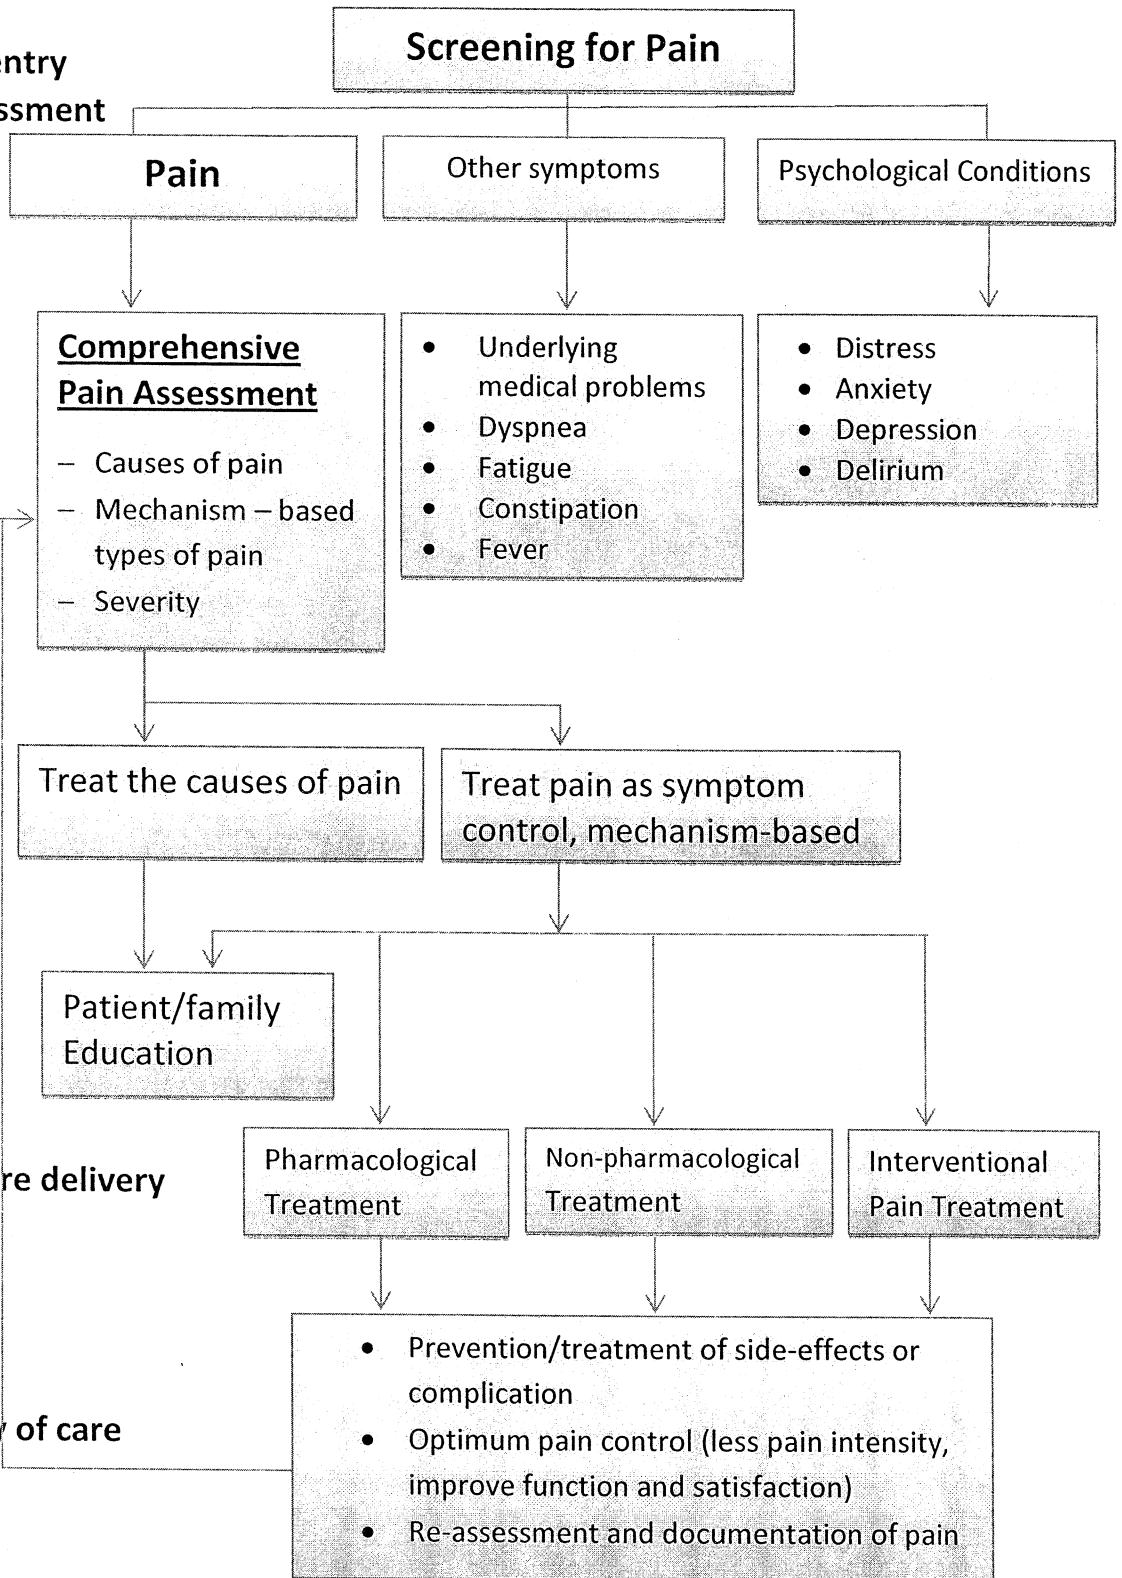 Screening for Pain
entry
ssment
Pain
Other symptoms
Psychological Conditions
Comprehensive
Pain Assessment
– Causes of pain
– Mechanism – based
types of pain
– Severity
• Underlying
medical problems
• Dyspnea
• Fatigue
• Constipation
• Fever
• Distress
• Anxiety
• Depression
• Delirium
Treat the causes of pain
Treat pain as symptom
control, mechanism-based
Patient/family
Education
re delivery
Pharmacological
Treatment
Non-pharmacological
Treatment
Interventional
Pain Treatment
y of care
• Prevention/treatment of side-effects or
complication
• Optimum pain control (less pain intensity,
improve function and satisfaction)
• Re-assessment and documentation of pain